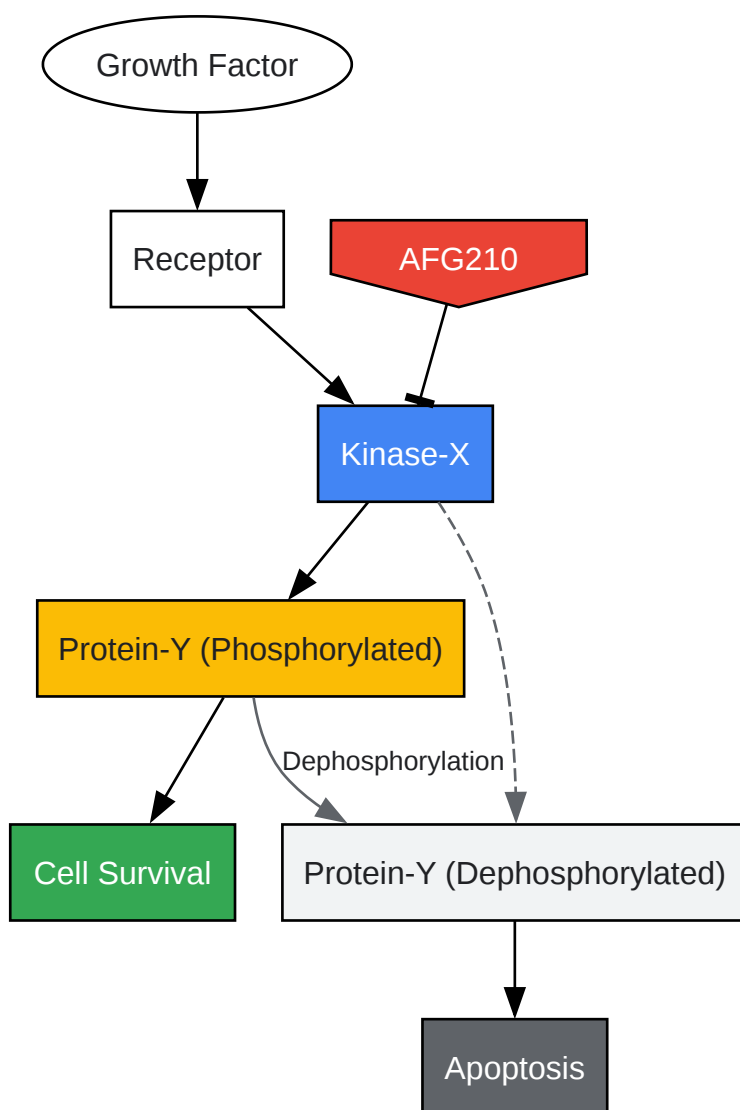 Growth Factor
Receptor
AFG210
Kinase-X
Protein-Y (Phosphorylated)
Dephosphorylation
Cell Survival
Protein-Y (Dephosphorylated)
Apoptosis